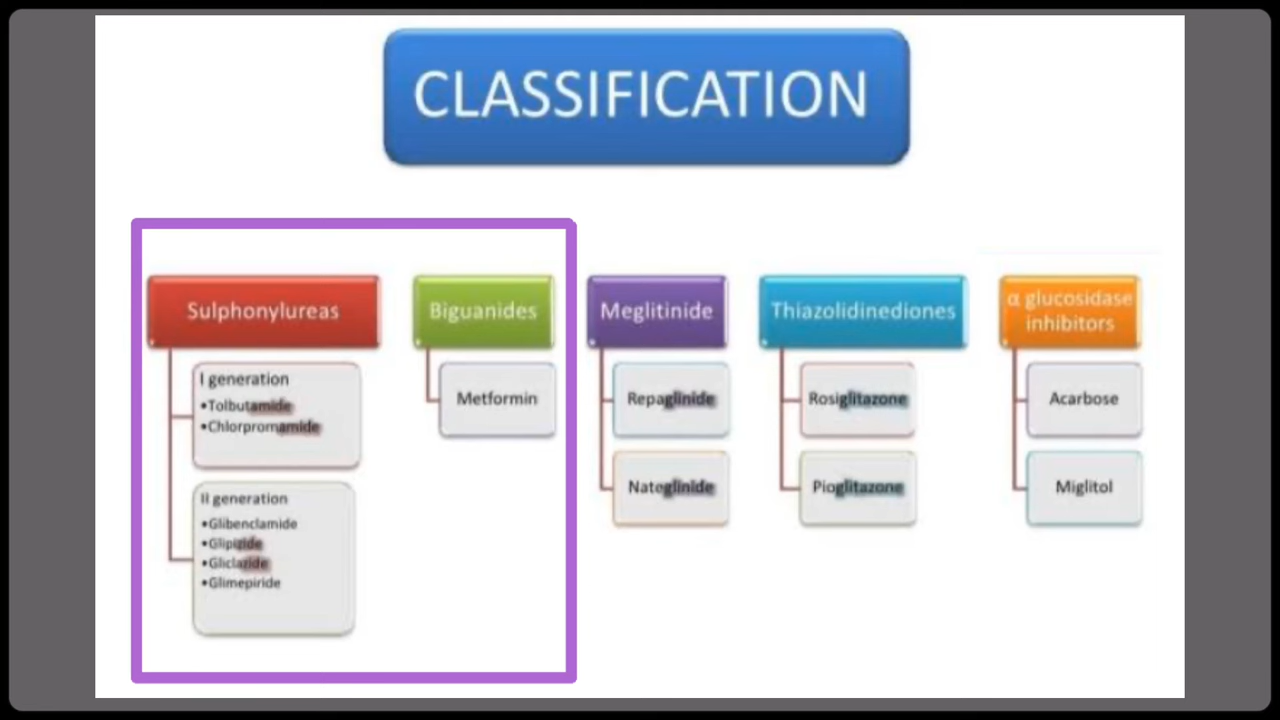 CLASSIFICATION
Sulphonylureas
I generation
•Tolbutamide
•Chlorpromamide
II generation
•Glibenclamide
•Glipizide
•Gliclazide
•Glimepiride
Biguanides
Metformin
Meglitinide
Repaglinide
Nateglinide
Thiazolidinediones
Rosiglitazone
Pioglitazone
α glucosidase
inhibitors
Acarbose
Miglitol